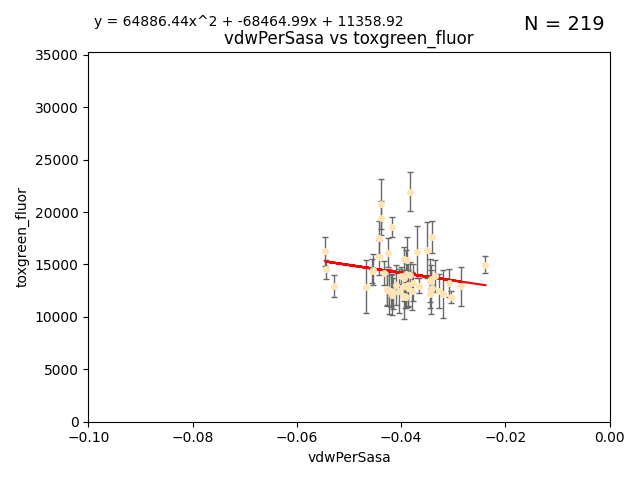 y = 64886.44x^2 + -68464.99x + 11358.92
N = 219
vdwPerSasa vs toxgreen_fluor
35000
30000
25000
20000
15000
10000
5000
0
toxgreen_fluor
−0.10
−0.08
−0.06
−0.04
−0.02
0.00
vdwPerSasa